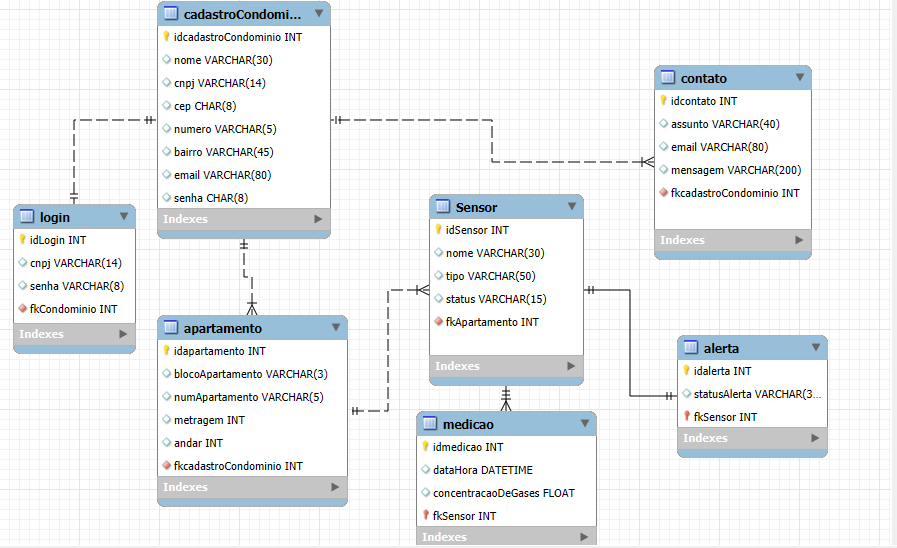 cadastroCondomi...
idcadastroCondominio INT
nome VARCHAR(30)
cnpj VARCHAR(14)
cep CHAR(8)
numero VARCHAR(5)
bairro VARCHAR(45)
email VARCHAR(80)
senha CHAR(8)
Indexes
contato
idcontato INT
assunto VARCHAR(40)
email VARCHAR(80)
mensagem VARCHAR(200)
fkcadastroCondominio INT
Indexes
login
idLogin INT
cnpj VARCHAR(14)
senha VARCHAR(8)
fkCondominio INT
Indexes
Sensor
idSensor INT
nome VARCHAR(30)
tipo VARCHAR(50)
status VARCHAR(15)
fkApartamento INT
Indexes
apartamento
idapartamento INT
blocoApartamento VARCHAR(3)
numApartamento VARCHAR(5)
metragem INT
andar INT
fkcadastroCondominio INT
Indexes
alerta
idalerta INT
statusAlerta VARCHAR(3...
fkSensor INT
Indexes
medicao
idmedicao INT
dataHora DATETIME
concentracaoDeGases FLOAT
fkSensor INT
Indexes